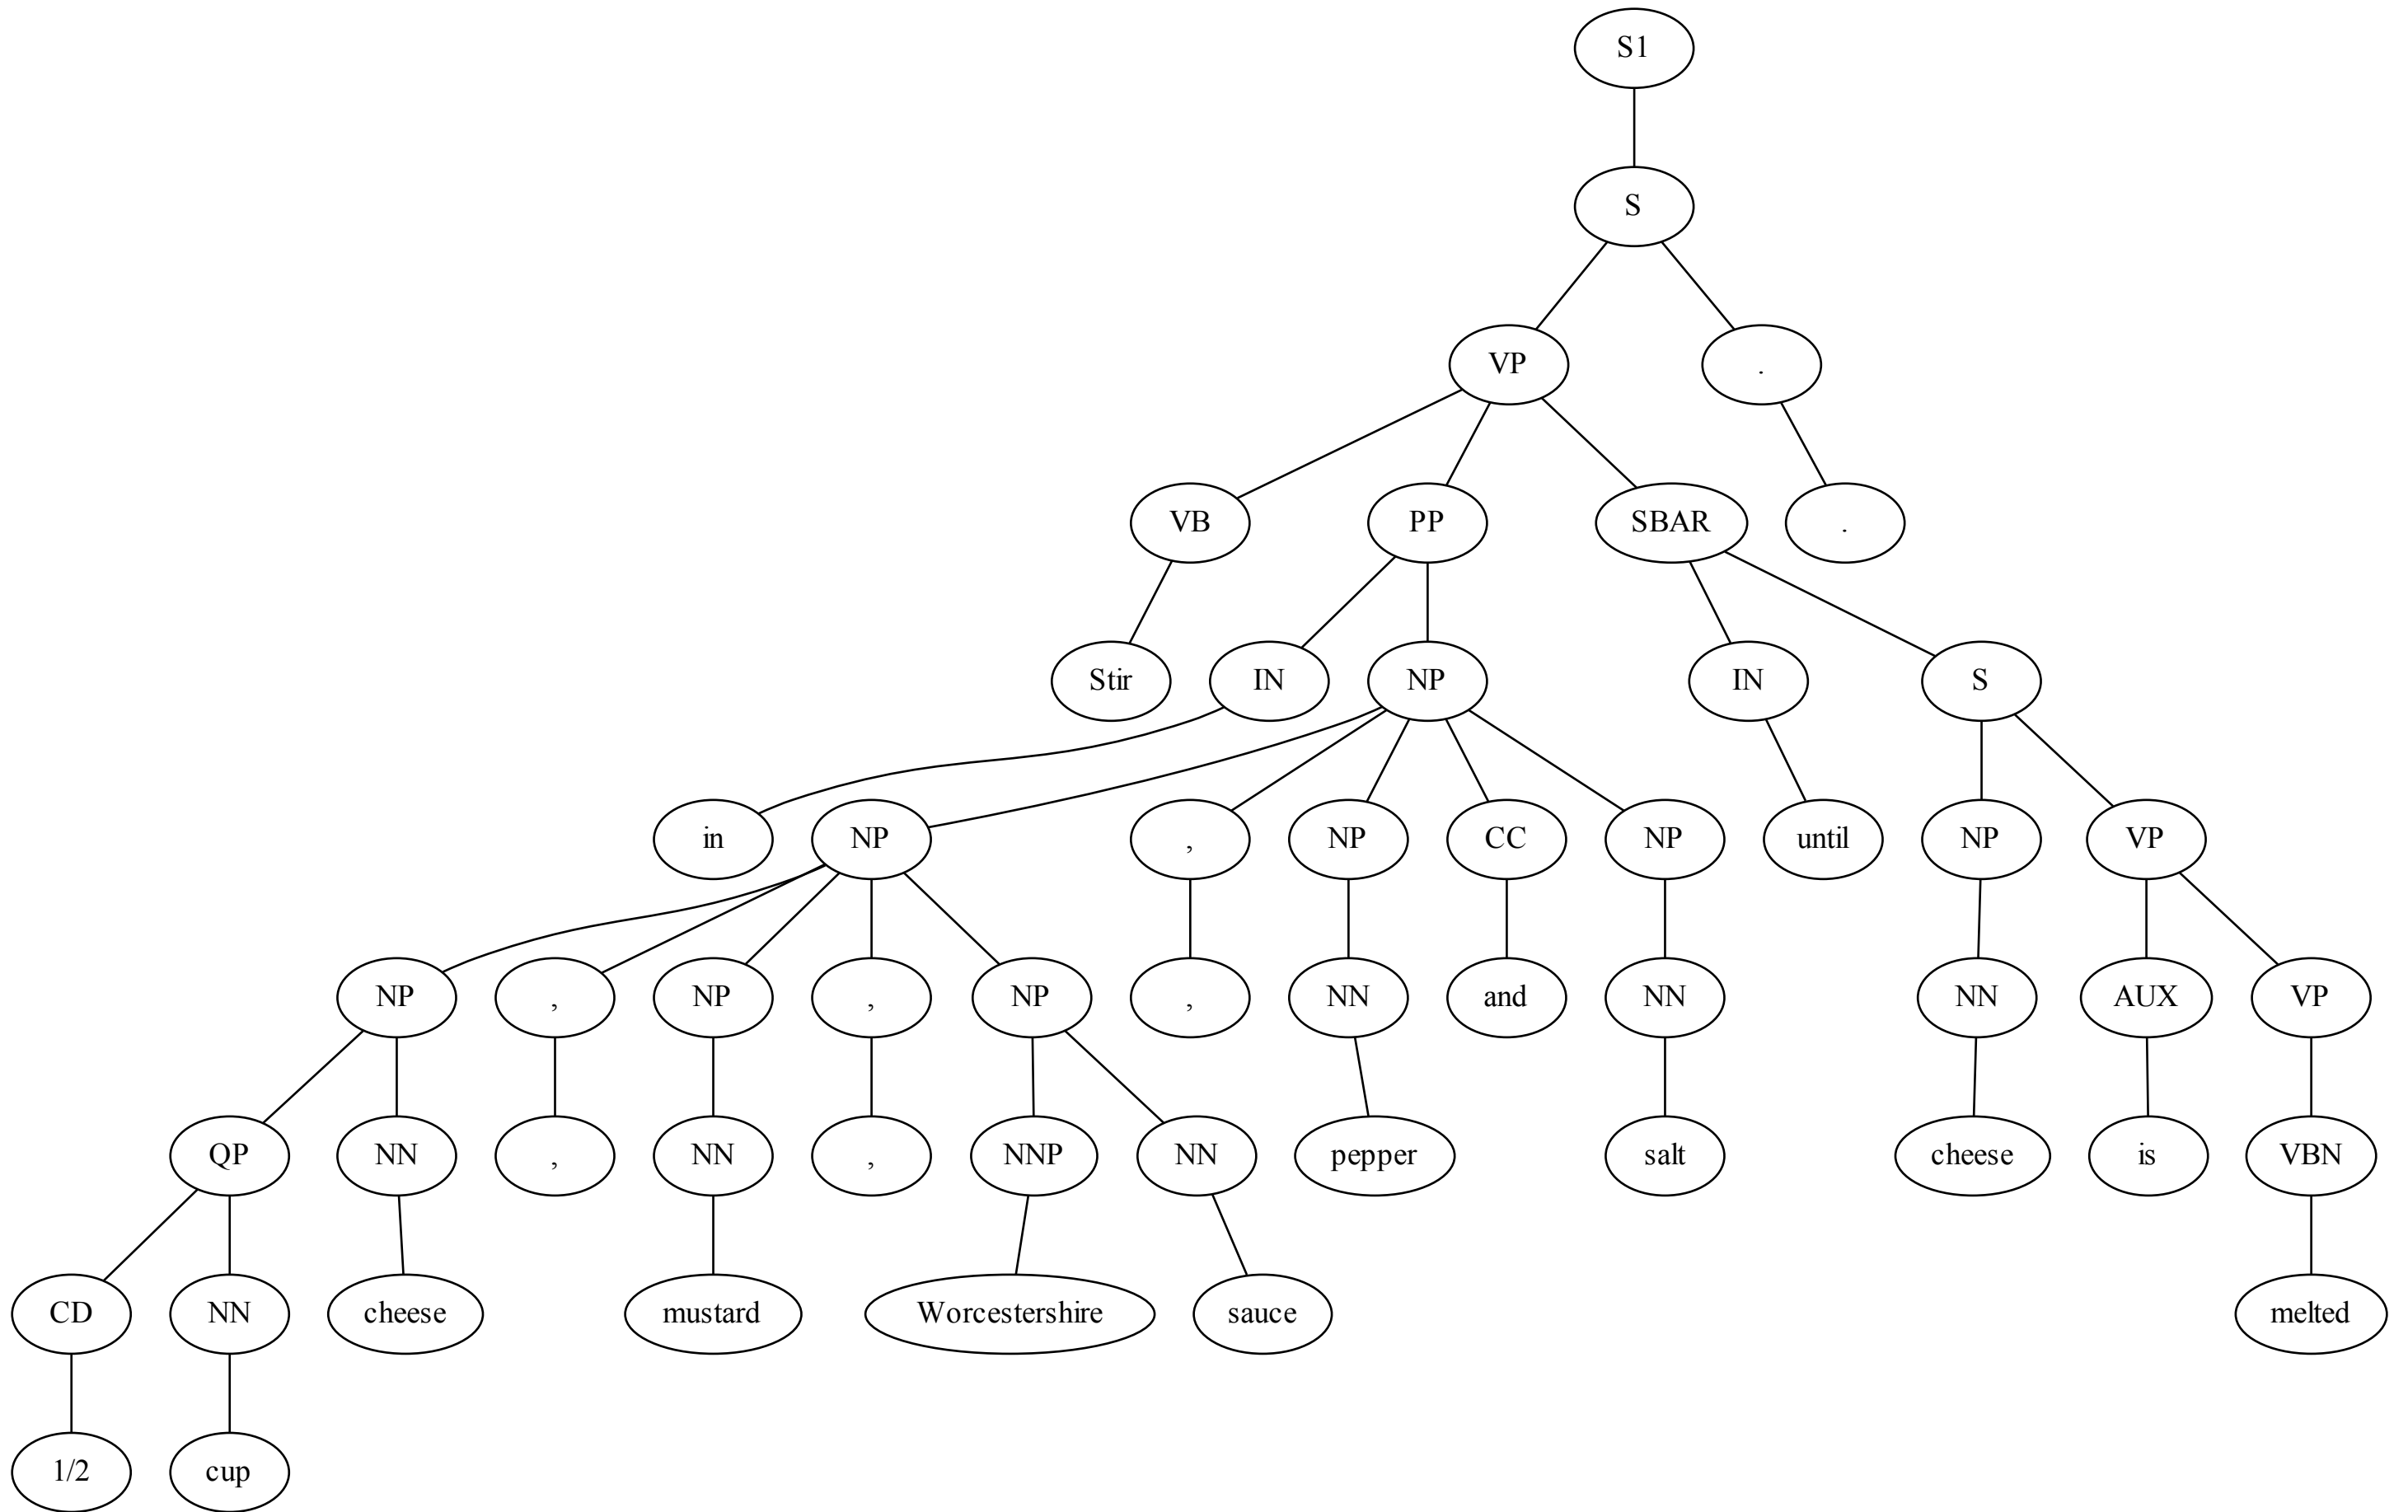 S1
S
VP .
VB PP SBAR .
Stir IN NP IN S
in NP , NP CC NP until NP VP
NP , NP , NP , NN and NN NN AUX VP
QP NN , NN , NNP NN pepper salt cheese is VBN
CD NN cheese mustard Worcestershire sauce melted
1/2 cup